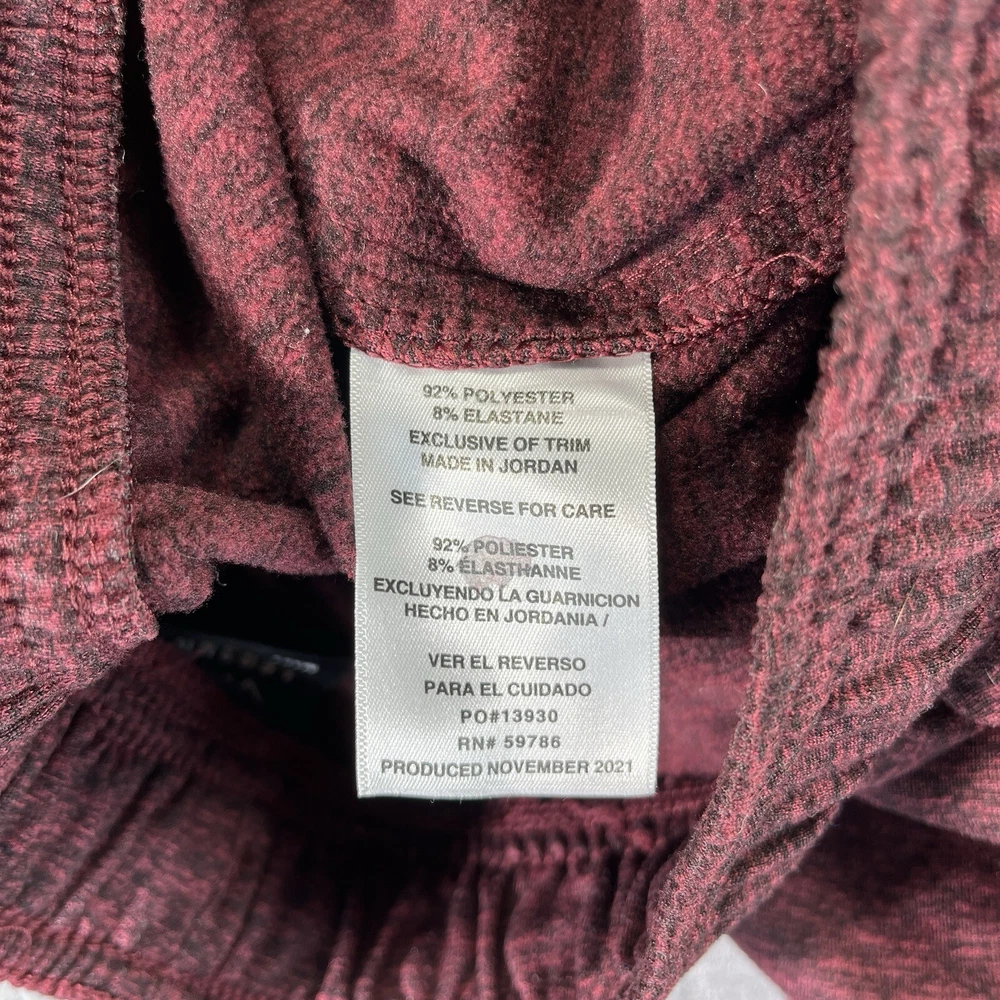 92% POLYESTER
8% ELASTANE
EXCLUSIVE OF TRIM
MADE IN JORDAN
SEE REVERSE FOR CARE
92% POLIESTER
8% ÉLASTHANNE
EXCLUYENDO LA GUARNICION
HECHO EN JORDANIA /
VER EL REVERSO
PARA EL CUIDADO
PO#13930
RN# 59786
PRODUCED NOVEMBER 2021